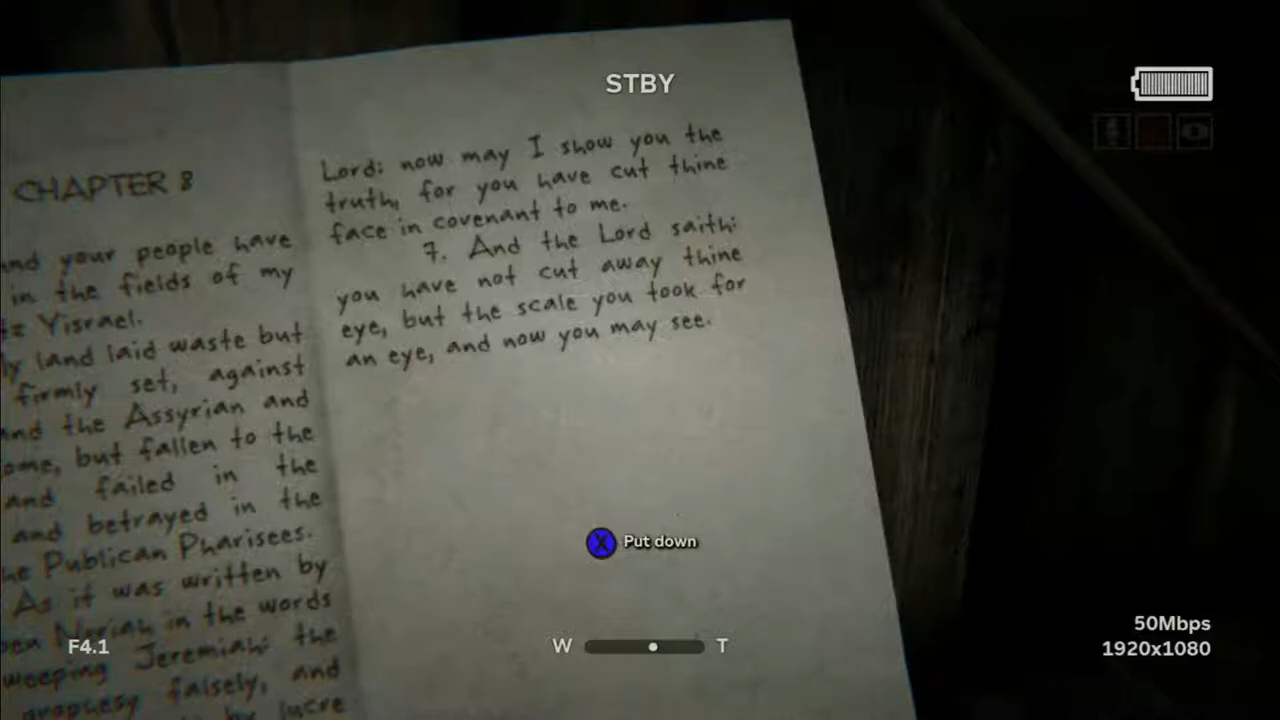 STBY
CHAPTER 8
and your people have
in the fields of my
Yisrael.
land laid waste but
firmly set, against
and the Assyrian and
but fallen to the
and failed in the
and betrayed in the
Publican Pharisees.
As it was written by
in the words
weeping Jeremiah: the
prophesy falsely, and
by lucre
Lord: now may I show you the
truth, for you have cut thine
face in covenant to me.
7. And the Lord saith:
you have not cut away thine
eye, but the scale you took for
an eye, and now you may see.
X Put down
F4.1
W T
50Mbps
1920x1080